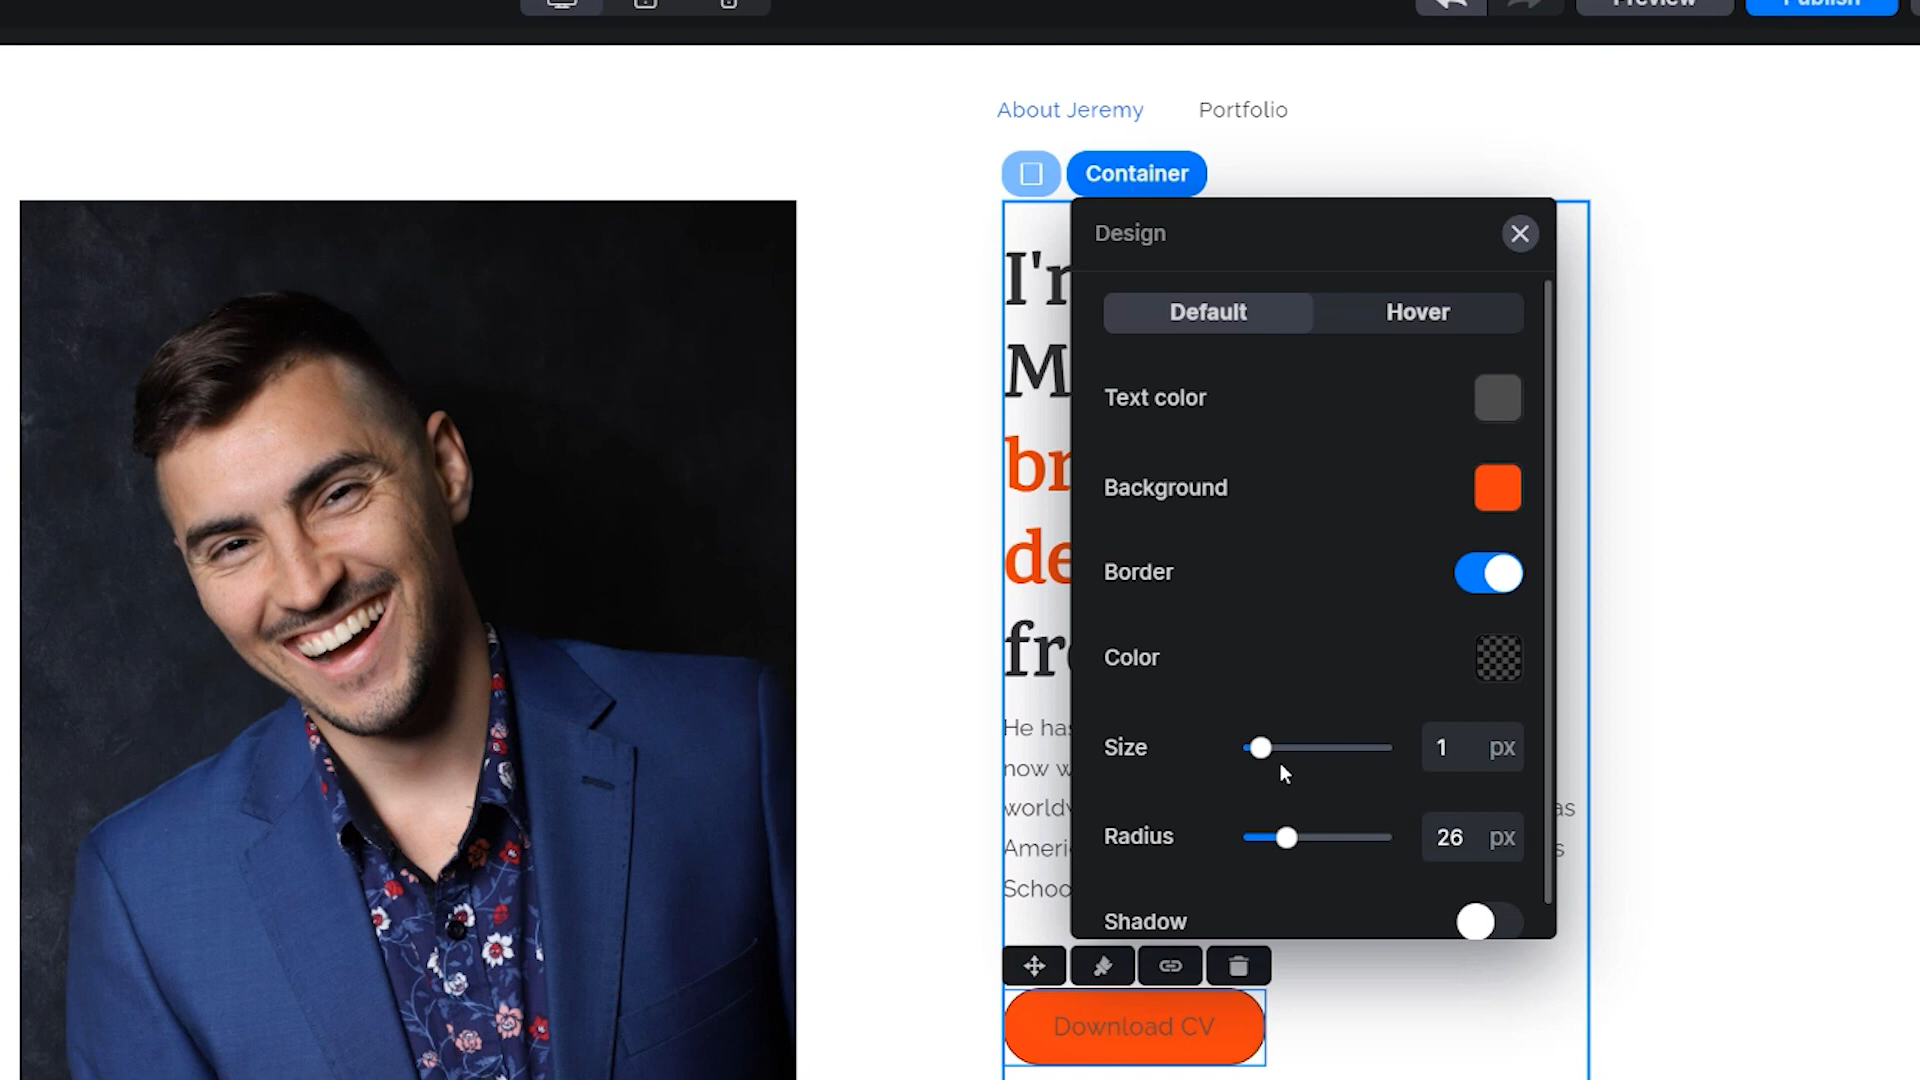 Preview
Publish
About Jeremy
Portfolio
Container
Design
Default
Hover
Text color
Background
Border
Color
Size
1 px
Radius
26 px
Shadow
I'
M
br
de
fr
He has
now w
as
Ameri
s
Schoo
Download CV